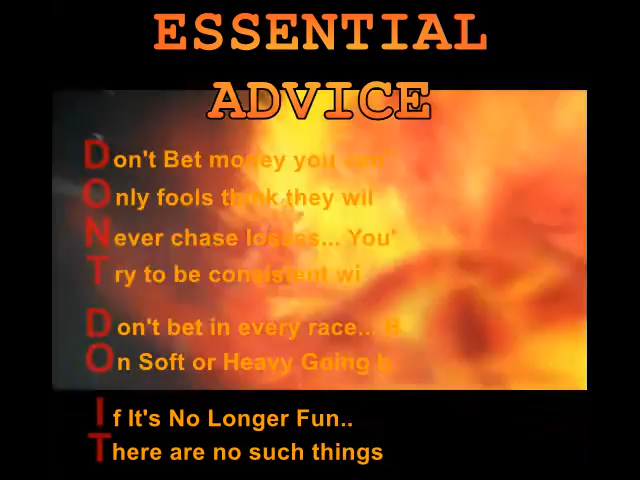 ESSENTIAL
ADVICE
Don't Bet money you can'
Only fools think they wil
Never chase losses... You'
Try to be consistent wi
Don't bet in every race... B
On Soft or Heavy Going b
If It's No Longer Fun..
There are no such things